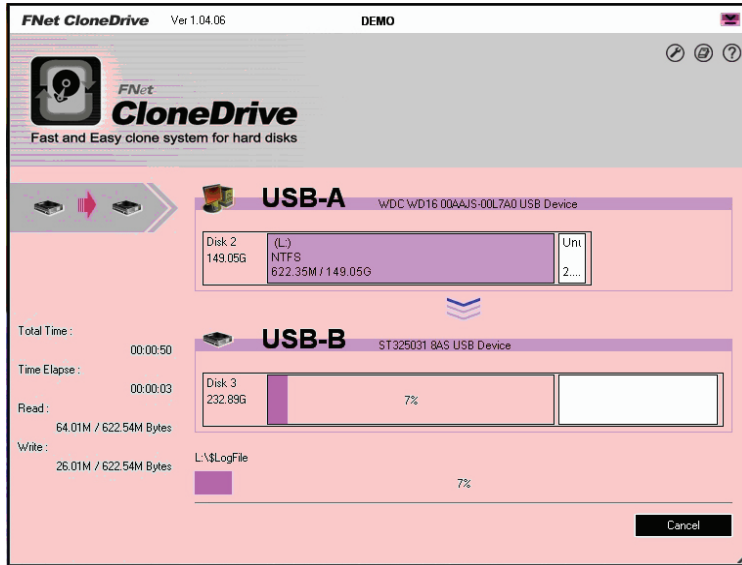 FNet CloneDrive Ver 1.04.06 DEMO
FNet
CloneDrive
Fast and Easy clone system for hard disks
USB-A WDC WD16 00AAJS-00L7A0 USB Device
Disk 2
149.05G
(L:)
NTFS
622.35M / 149.05G
Unu
2....
Total Time :
00:00:50
Time Elapse :
00:00:03
Read :
64.01M / 622.54M Bytes
Write :
26.01M / 622.54M Bytes
USB-B ST325031 8AS USB Device
Disk 3
232.89G
7%
L:\$LogFile
7%
Cancel